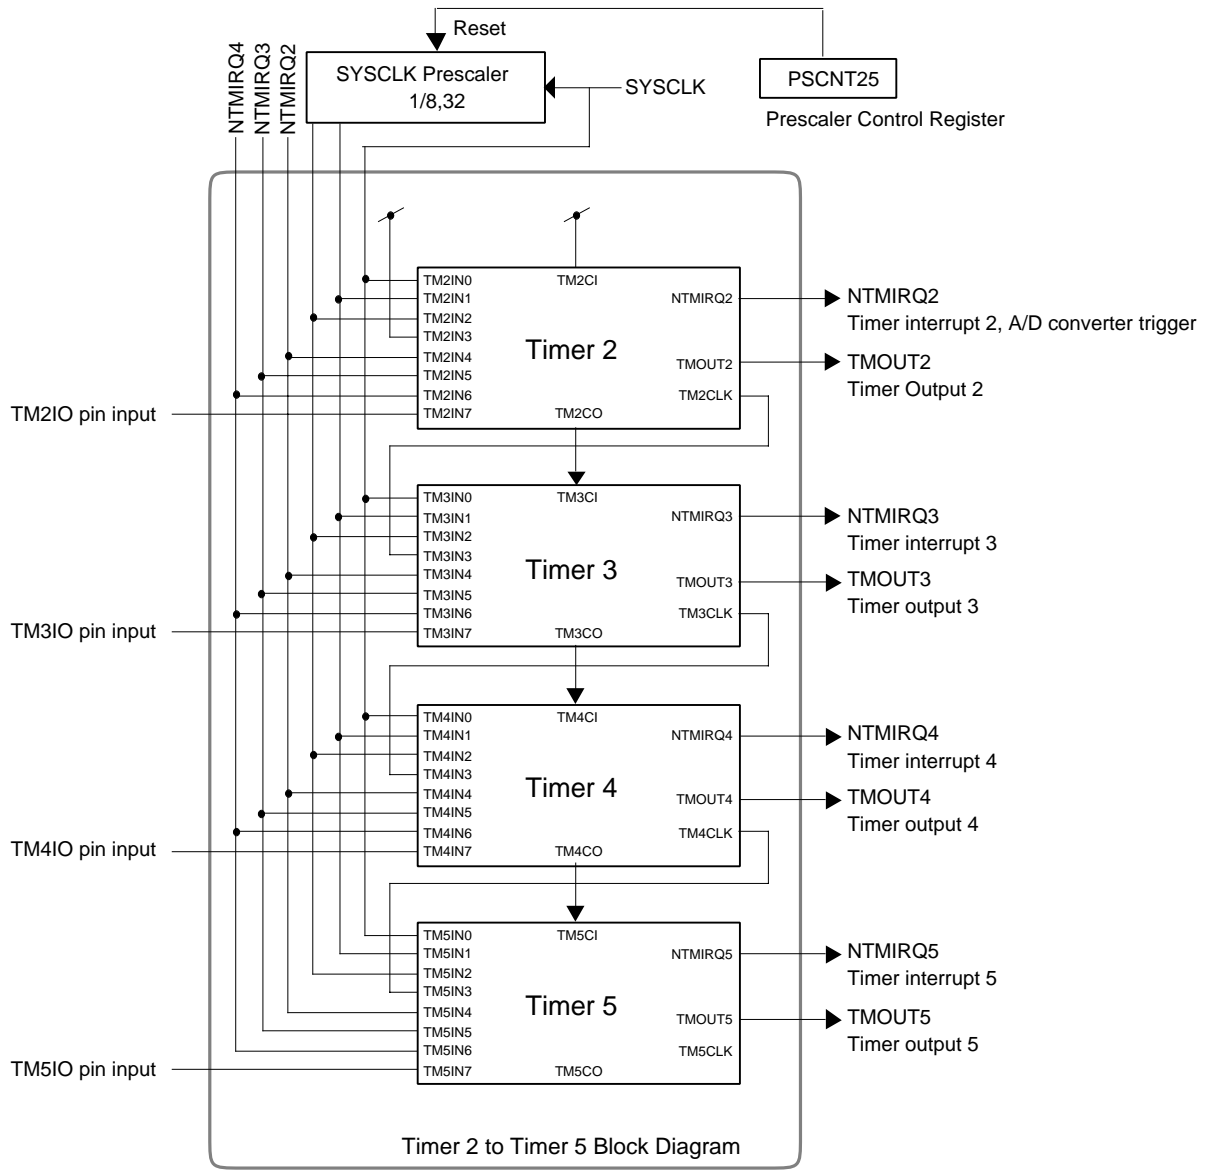 Reset
NTMIRQ4
NTMIRQ3
NTMIRQ2
SYSCLK Prescaler
1/8,32
SYSCLK
PSCNT25
Prescaler Control Register
TM2IN0
TM2IN1
TM2IN2
TM2IN3
TM2IN4
TM2IN5
TM2IN6
TM2IN7
TM2CI
Timer 2
TM2CO
NTMIRQ2
TMOUT2
TM2CLK
NTMIRQ2
Timer interrupt 2, A/D converter trigger
TMOUT2
Timer Output 2
TM2IO pin input
TM3IN0
TM3IN1
TM3IN2
TM3IN3
TM3IN4
TM3IN5
TM3IN6
TM3IN7
TM3CI
Timer 3
TM3CO
NTMIRQ3
TMOUT3
TM3CLK
NTMIRQ3
Timer interrupt 3
TMOUT3
Timer output 3
TM3IO pin input
TM4IN0
TM4IN1
TM4IN2
TM4IN3
TM4IN4
TM4IN5
TM4IN6
TM4IN7
TM4CI
Timer 4
TM4CO
NTMIRQ4
TMOUT4
TM4CLK
NTMIRQ4
Timer interrupt 4
TMOUT4
Timer output 4
TM4IO pin input
TM5IN0
TM5IN1
TM5IN2
TM5IN3
TM5IN4
TM5IN5
TM5IN6
TM5IN7
TM5CI
Timer 5
TM5CO
NTMIRQ5
TMOUT5
TM5CLK
NTMIRQ5
Timer interrupt 5
TMOUT5
Timer output 5
TM5IO pin input
Timer 2 to Timer 5 Block Diagram